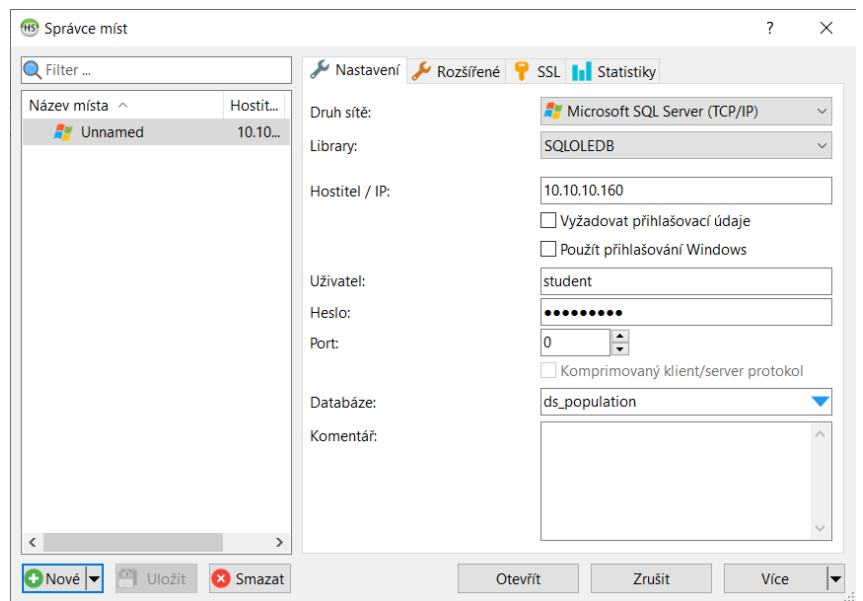 HS Správce míst ? ×
Filter ...
Název místa Hostit...
Unnamed 10.10...
Nastavení Rozšířené SSL Statistiky
Druh sítě: Microsoft SQL Server (TCP/IP)
Library: SQLOLEDB
Hostitel / IP: 10.10.10.160
Vyžadovat přihlašovací údaje
Použít přihlašování Windows
Uživatel: student
Heslo: ●●●●●●●●●
Port: 0
Komprimovaný klient/server protokol
Databáze: ds_population
Komentář:
Nové Uložit Smazat Otevřít Zrušit Více